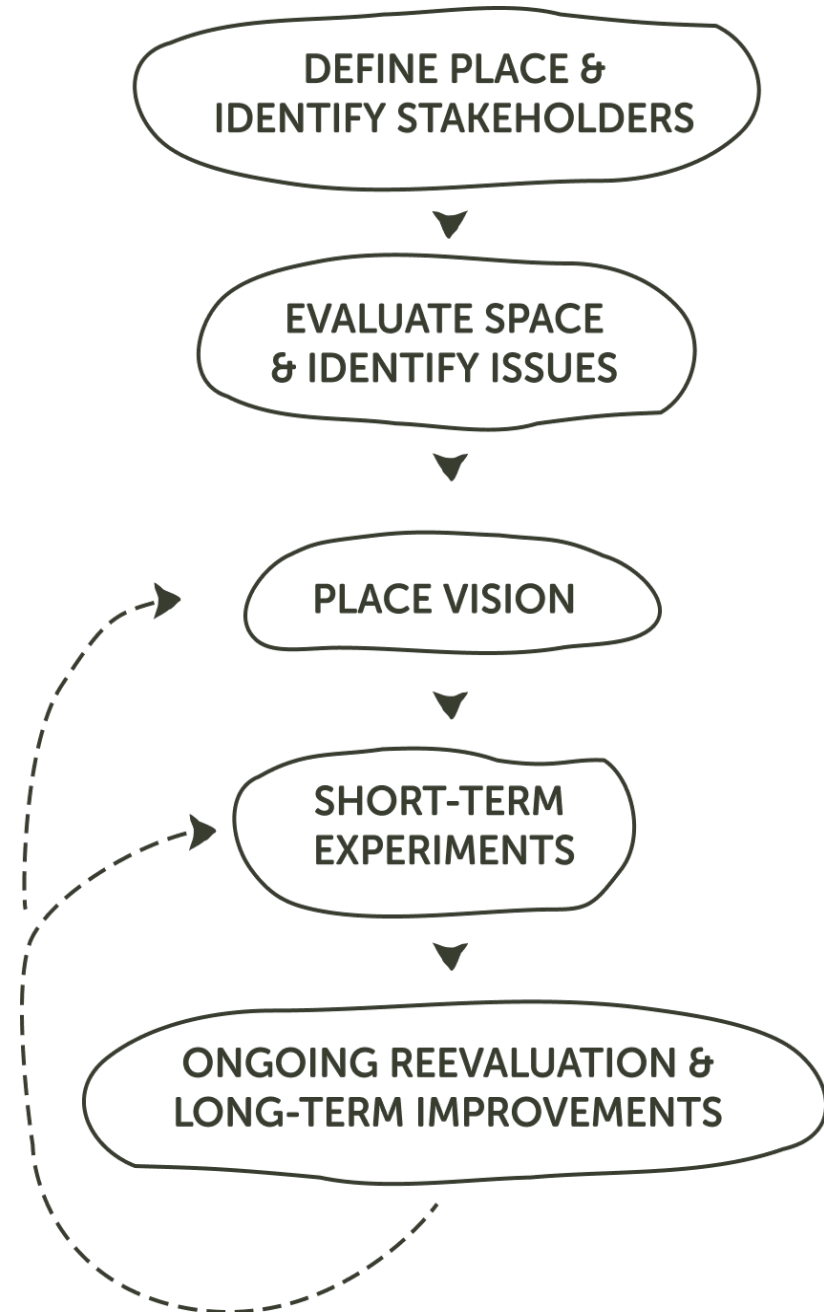 DEFINE PLACE &
IDENTIFY STAKEHOLDERS
EVALUATE SPACE
& IDENTIFY ISSUES
PLACE VISION
SHORT-TERM
EXPERIMENTS
ONGOING REEVALUATION &
LONG-TERM IMPROVEMENTS